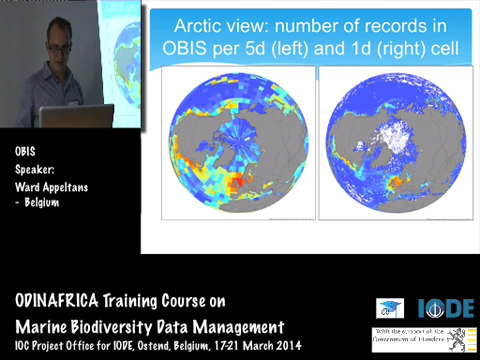 Arctic view: number of records in
OBIS per 5d (left) and 1d (right) cell
OBIS
Speaker:
Ward Appeltans
- Belgium
ODINAFRICA Training Course on
Marine Biodiversity Data Management
IOC Project Office for IODE, Ostend, Belgium, 17-21 March 2014
IODE
With the support of the
Government of Flanders